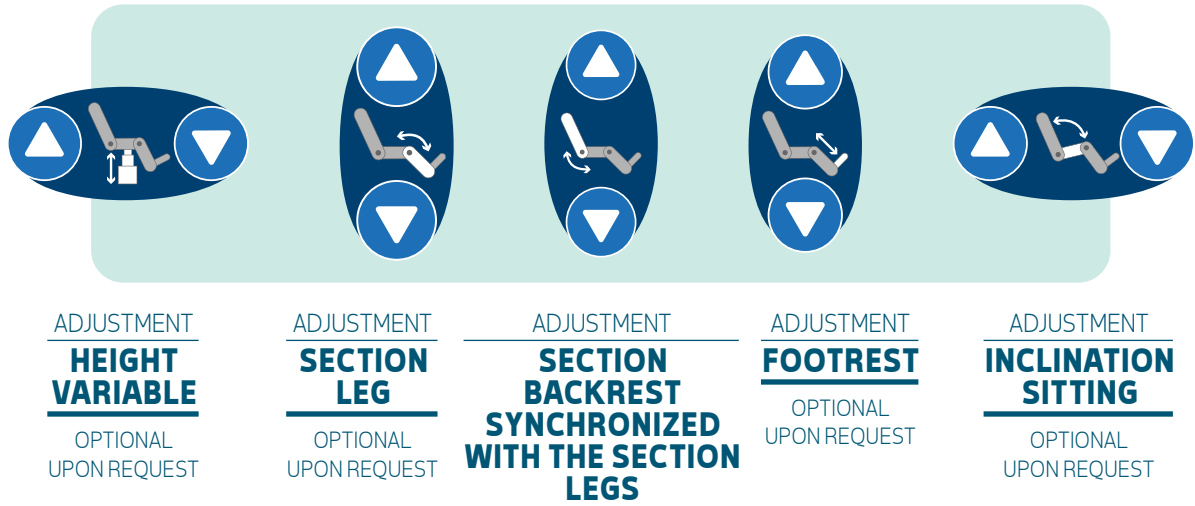 ADJUSTMENT
HEIGHT
VARIABLE
OPTIONAL
UPON REQUEST
ADJUSTMENT
SECTION
LEG
OPTIONAL
UPON REQUEST
ADJUSTMENT
SECTION
BACKREST
SYNCHRONIZED
WITH THE SECTION
LEGS
ADJUSTMENT
FOOTREST
OPTIONAL
UPON REQUEST
ADJUSTMENT
INCLINATION
SITTING
OPTIONAL
UPON REQUEST